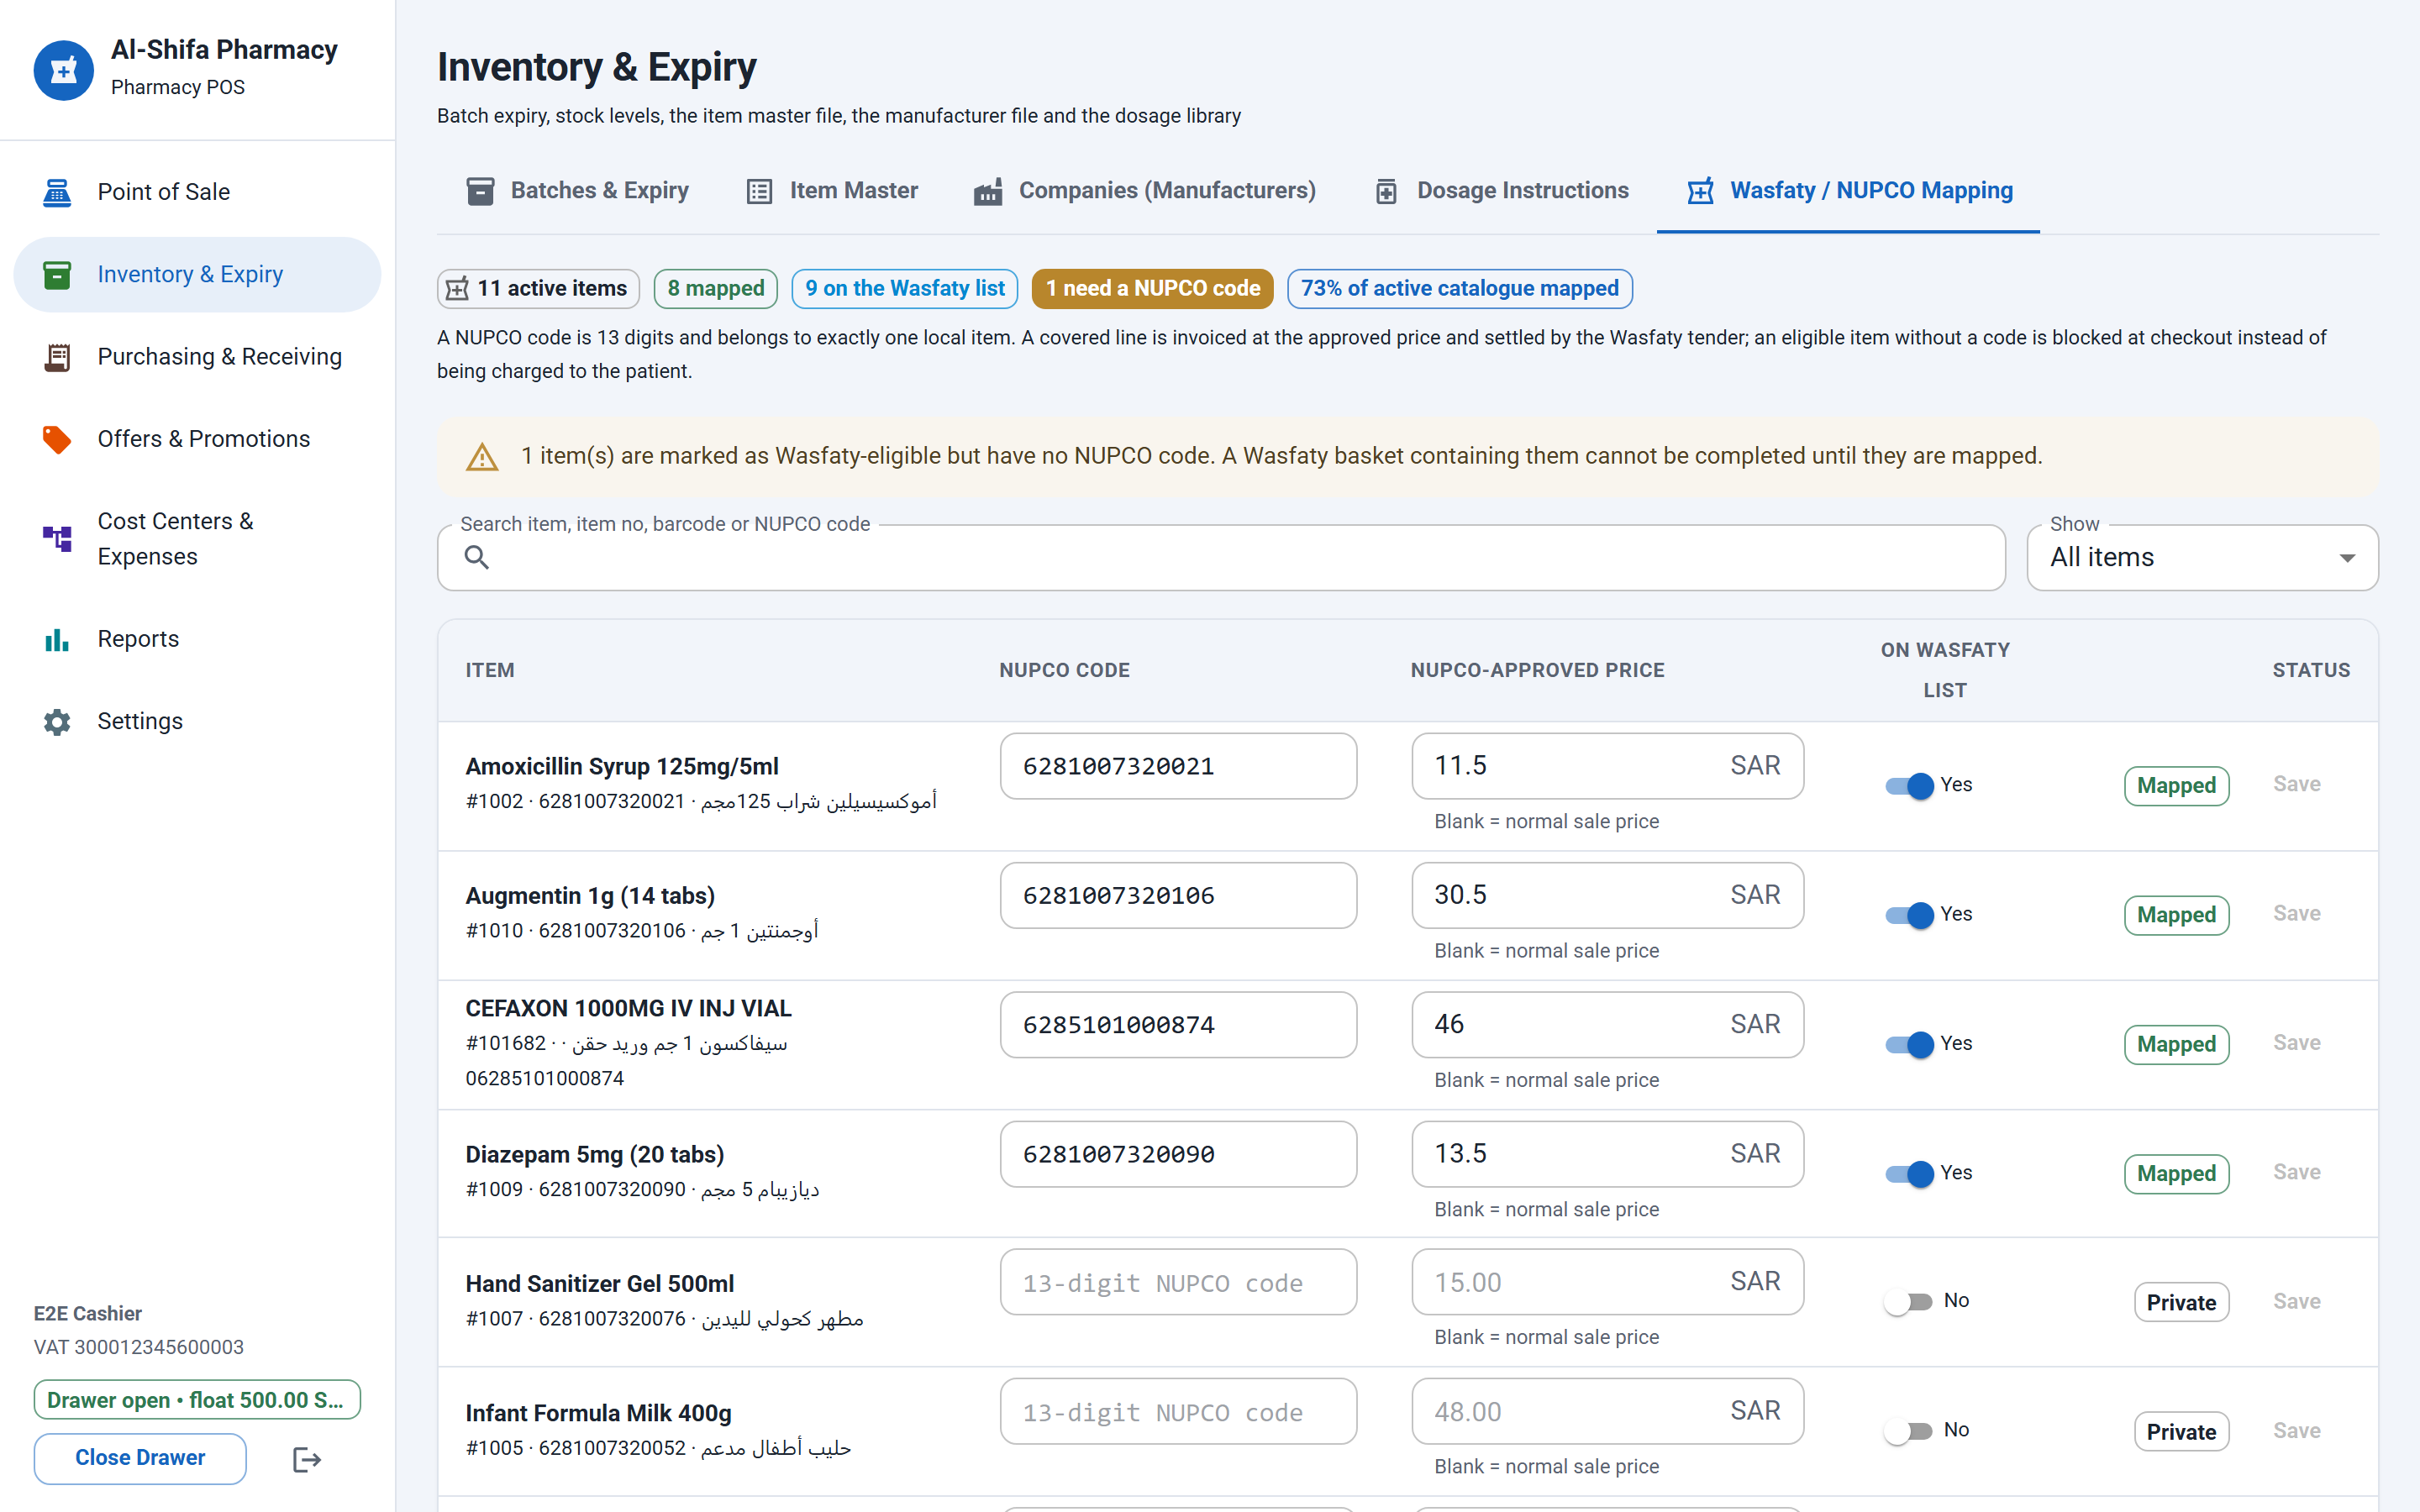 Al-Shifa Pharmacy
Pharmacy POS
Point of Sale
Inventory & Expiry
Purchasing & Receiving
Offers & Promotions
Cost Centers &
Expenses
Reports
Settings
E2E Cashier
VAT 300012345600003
Drawer open • float 500.00 S...
Close Drawer
Inventory & Expiry
Batch expiry, stock levels, the item master file, the manufacturer file and the dosage library
Batches & Expiry
Item Master
Companies (Manufacturers)
Dosage Instructions
Wasfaty / NUPCO Mapping
11 active items
8 mapped
9 on the Wasfaty list
1 need a NUPCO code
73% of active catalogue mapped
A NUPCO code is 13 digits and belongs to exactly one local item. A covered line is invoiced at the approved price and settled by the Wasfaty tender; an eligible item without a code is blocked at checkout instead of
being charged to the patient.
1 item(s) are marked as Wasfaty-eligible but have no NUPCO code. A Wasfaty basket containing them cannot be completed until they are mapped.
Search item, item no, barcode or NUPCO code
Show
All items
ITEM
NUPCO CODE
NUPCO-APPROVED PRICE
ON WASFATY
LIST
STATUS
Amoxicillin Syrup 125mg/5ml
#1002 · 6281007320021 · أموكسيسيلين شراب 125مجم
6281007320021
11.5 SAR
Blank = normal sale price
Yes
Mapped
Save
Augmentin 1g (14 tabs)
#1010 · 6281007320106 · أوجمنتين 1 جم
6281007320106
30.5 SAR
Blank = normal sale price
Yes
Mapped
Save
CEFAXON 1000MG IV INJ VIAL
#101682 · · سيفاكسون 1 جم وريد حقن
06285101000874
6285101000874
46 SAR
Blank = normal sale price
Yes
Mapped
Save
Diazepam 5mg (20 tabs)
#1009 · 6281007320090 · ديازيبام 5 مجم
6281007320090
13.5 SAR
Blank = normal sale price
Yes
Mapped
Save
Hand Sanitizer Gel 500ml
#1007 · 6281007320076 · مطهر كحولي لليدين
13-digit NUPCO code
15.00 SAR
Blank = normal sale price
No
Private
Save
Infant Formula Milk 400g
#1005 · 6281007320052 · حليب أطفال مدعم
13-digit NUPCO code
48.00 SAR
Blank = normal sale price
No
Private
Save